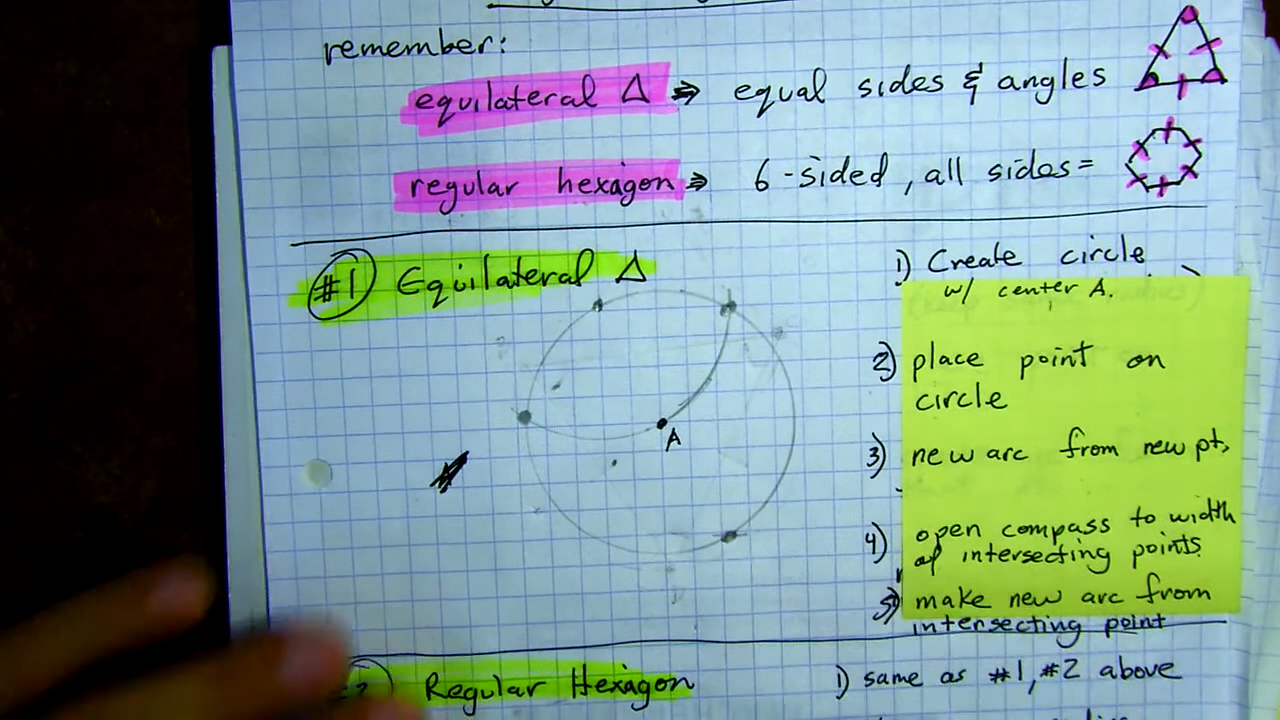 remember:
equilateral Δ ⇒ equal sides & angles
regular hexagon ⇒ 6-sided, all sides =
#1) Equilateral Δ
1) Create circle
w/ center A.
2) place point on
circle
3) new arc from new pt.
4) open compass to width
of intersecting points
5) make new arc from
intersecting point
A
Regular Hexagon
1) same as #1, #2 above